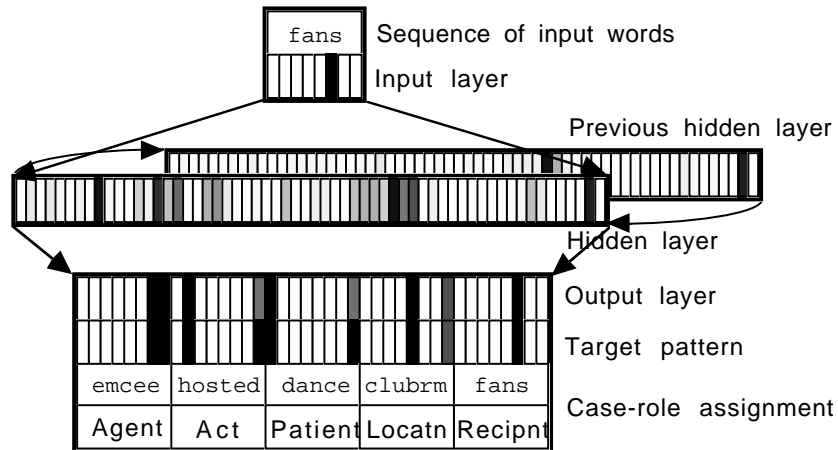 fans
Sequence of input words
Input layer
Previous hidden layer
Hidden layer
Output layer
Target pattern
emcee hosted dance clubrm fans
Case-role assignment
Agent Act Patient Locatn Recipnt